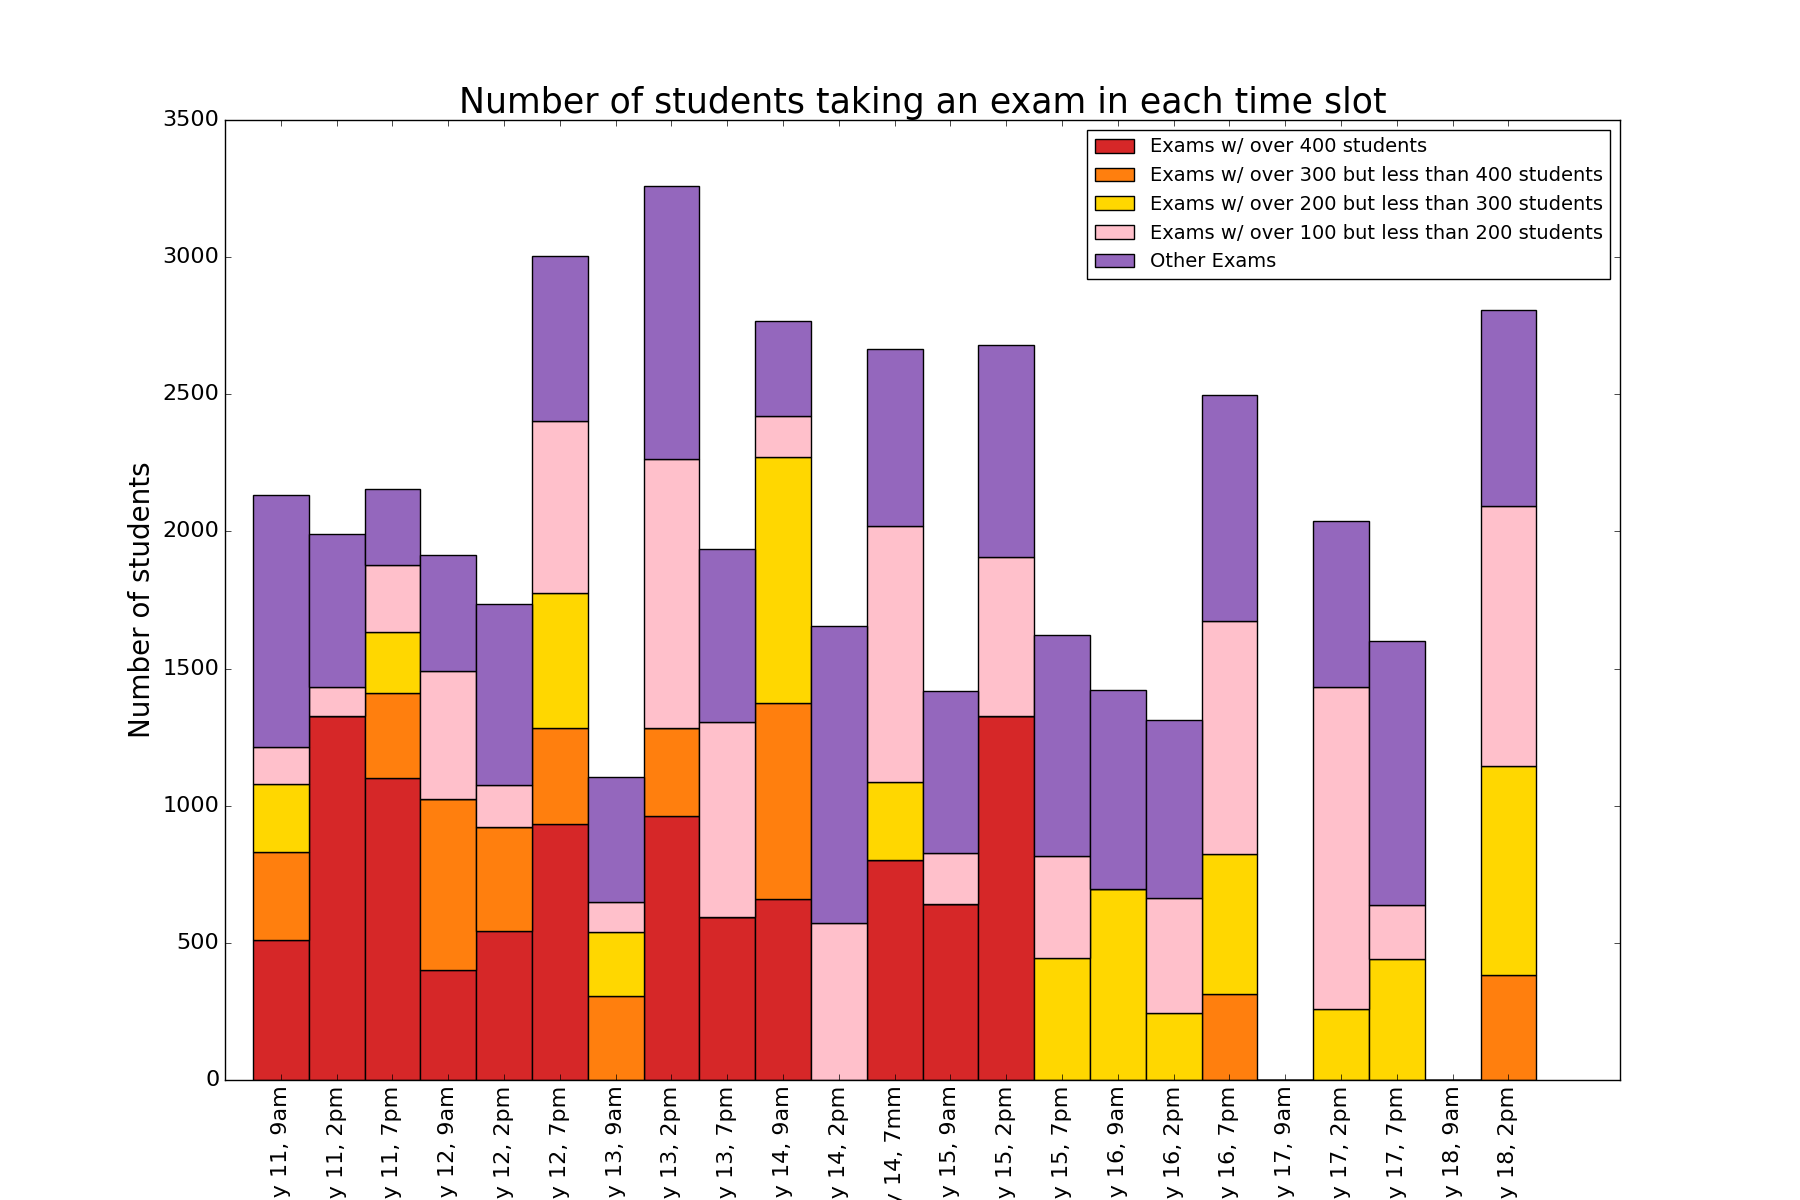 Number of students taking an exam in each time slot
3500
3000
2500
2000
1500
1000
500
0
Number of students
Exams w/ over 400 students
Exams w/ over 300 but less than 400 students
Exams w/ over 200 but less than 300 students
Exams w/ over 100 but less than 200 students
Other Exams
y 11, 9am
y 11, 2pm
y 11, 7pm
y 12, 9am
y 12, 2pm
y 12, 7pm
y 13, 9am
y 13, 2pm
y 13, 7pm
y 14, 9am
y 14, 2pm
y 14, 7mm
y 15, 9am
y 15, 2pm
y 15, 7pm
y 16, 9am
y 16, 2pm
y 16, 7pm
y 17, 9am
y 17, 2pm
y 17, 7pm
y 18, 9am
y 18, 2pm